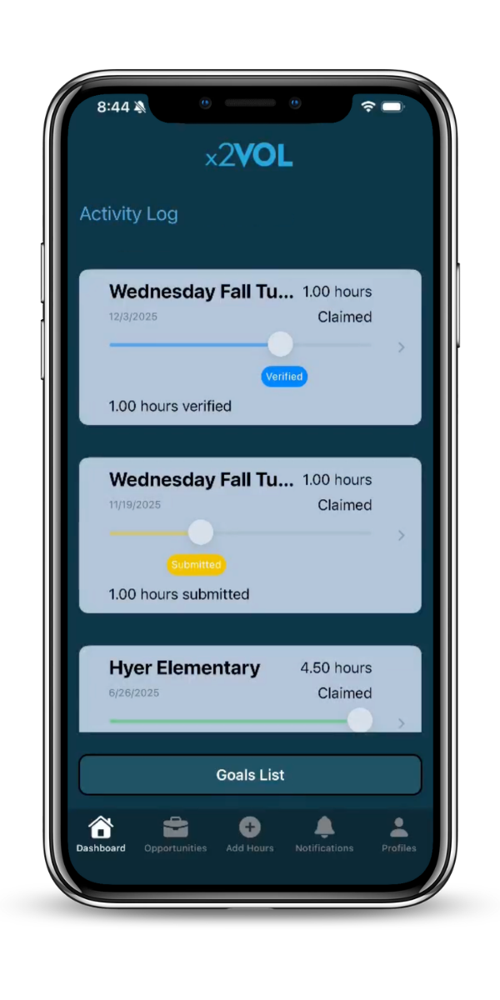 8:44
x2VOL
Activity Log
Wednesday Fall Tu... 1.00 hours
12/3/2025 Claimed
Verified
1.00 hours verified
Wednesday Fall Tu... 1.00 hours
11/19/2025 Claimed
Submitted
1.00 hours submitted
Hyer Elementary 4.50 hours
6/26/2025 Claimed
Goals List
Dashboard Opportunities Add Hours Notifications Profiles